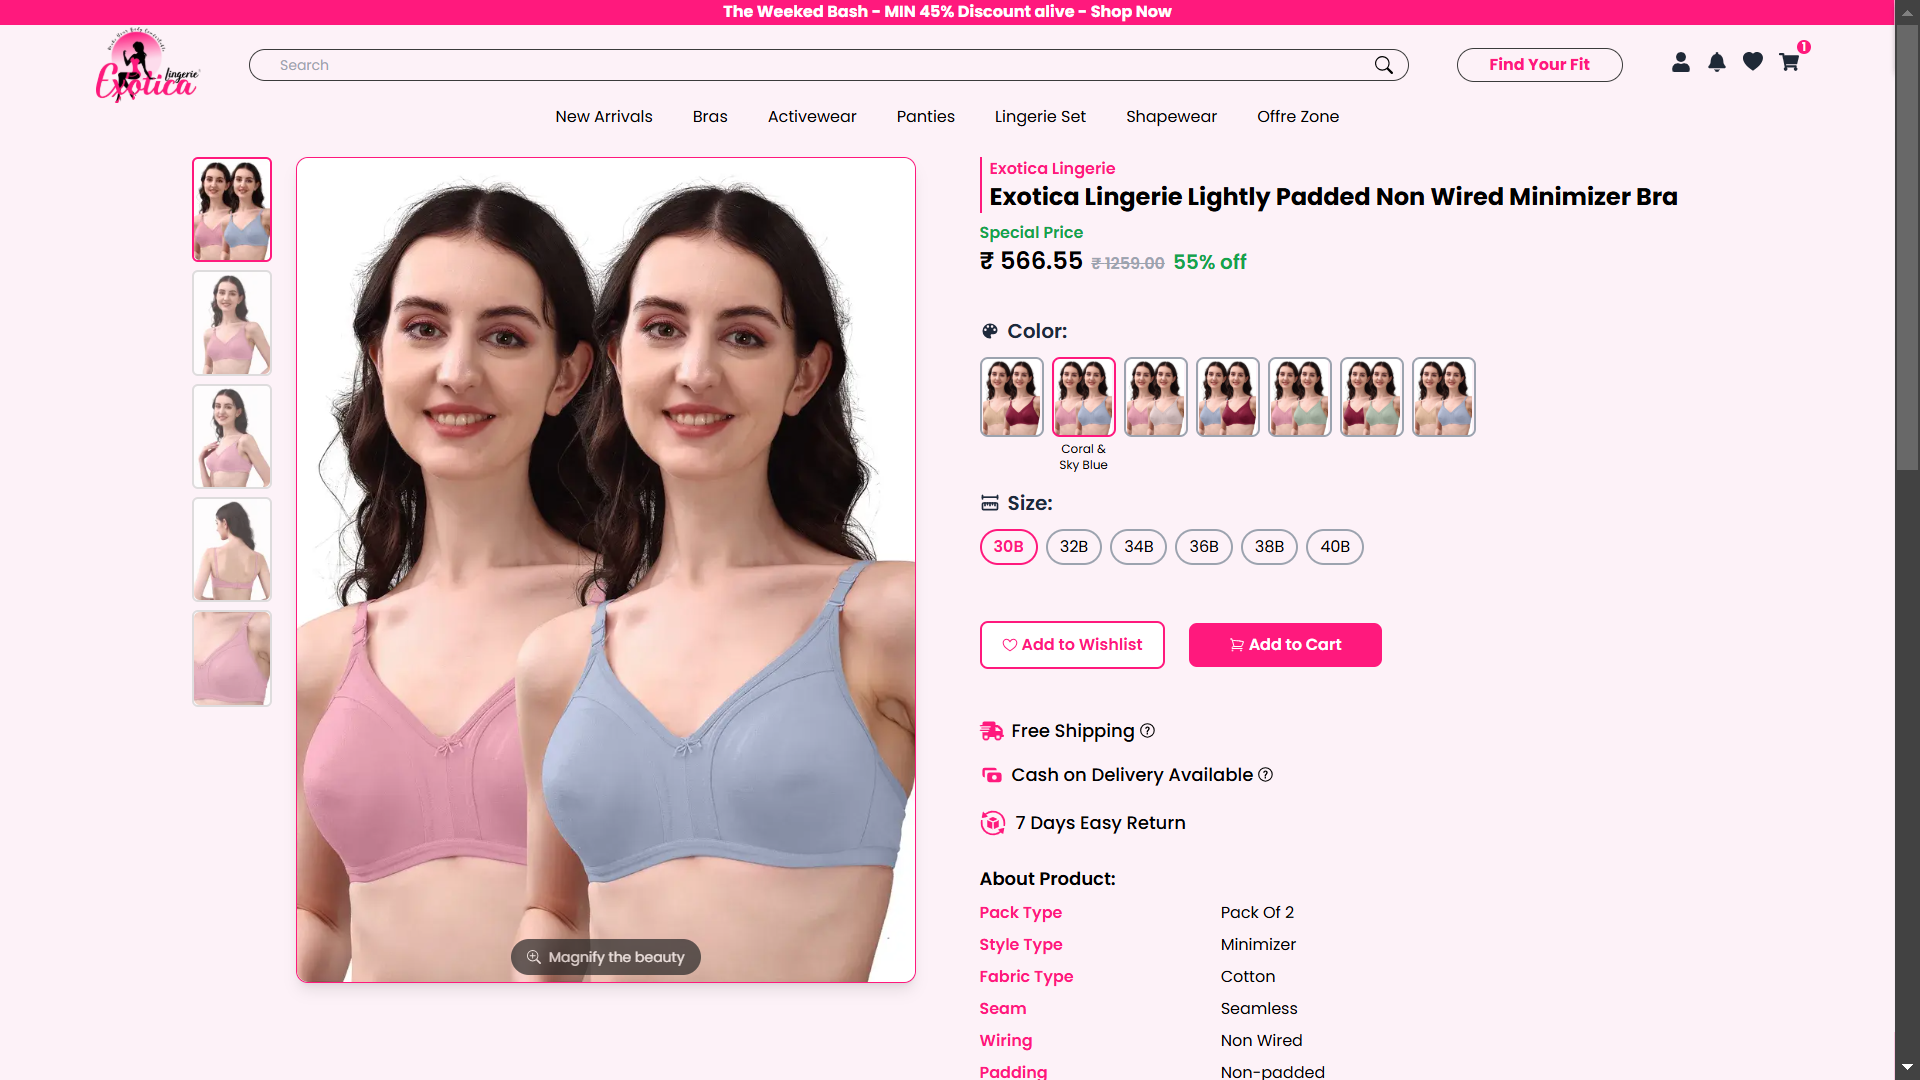 The Weeked Bash - MIN 45% Discount alive - Shop Now
Exotica
lingerie
Search
Find Your Fit
1
New Arrivals
Bras
Activewear
Panties
Lingerie Set
Shapewear
Offre Zone
Exotica Lingerie
Exotica Lingerie Lightly Padded Non Wired Minimizer Bra
Special Price
₹ 566.55 ₹ 1259.00 55% off
Color:
Coral &
Sky Blue
Size:
30B
32B
34B
36B
38B
40B
Add to Wishlist
Add to Cart
Free Shipping
Cash on Delivery Available
7 Days Easy Return
Magnify the beauty
About Product:
Pack Type Pack Of 2
Style Type Minimizer
Fabric Type Cotton
Seam Seamless
Wiring Non Wired
Padding Non-padded